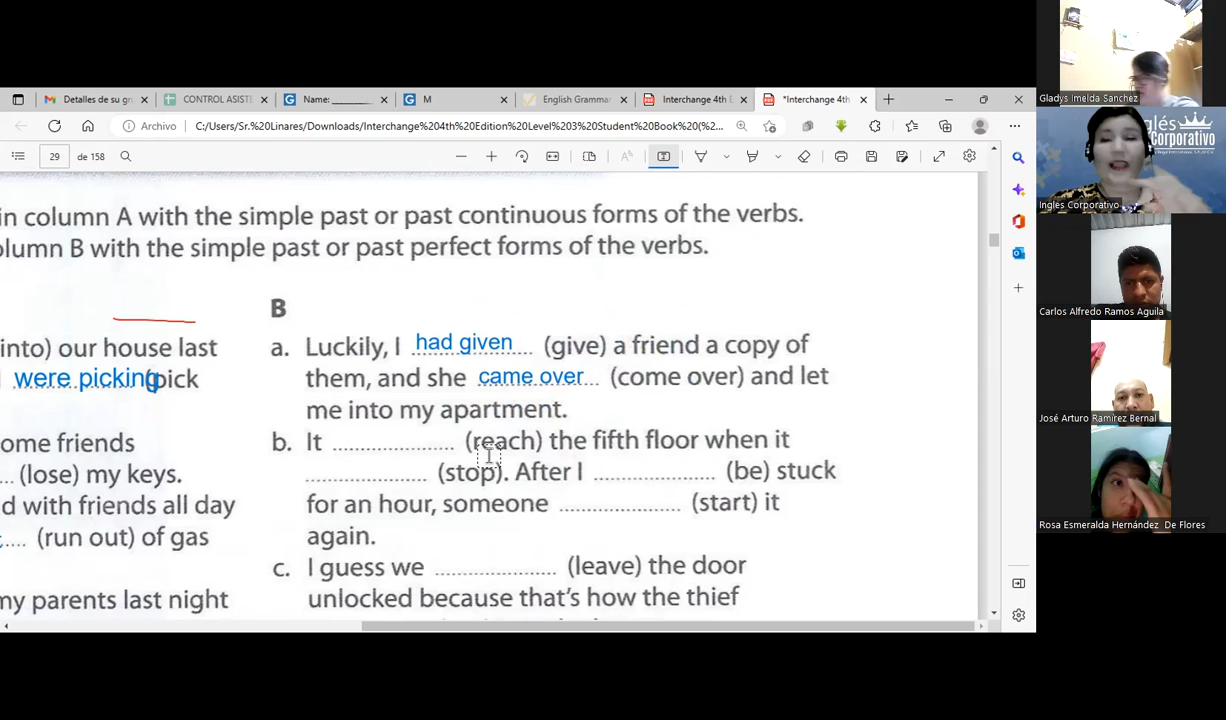 Detalles de su gr
CONTROL ASIST
Name: ________
M
English Grammar
Interchange 4th E
*Interchange 4th
Archivo
C:/Users/Sr.%20Linares/Downloads/Interchange%204th%20Edition%20Level%203%20Student%20Book%20(%2...
29
de 158
in column A with the simple past or past continuous forms of the verbs.
olumn B with the simple past or past perfect forms of the verbs.
into) our house last
were picking (pick
ome friends
... (lose) my keys.
d with friends all day
.... (run out) of gas
my parents last night
B
a. Luckily, I had given (give) a friend a copy of
them, and she came over (come over) and let
me into my apartment.
b. It .................... (reach) the fifth floor when it
.................... (stop). After I .................... (be) stuck
for an hour, someone .................... (start) it
again.
c. I guess we .................... (leave) the door
unlocked because that's how the thief
Gladys Imelda Sanchez
Inglés Corporativo
glés
Corporativo
Carlos Alfredo Ramos Aguila
José Arturo Ramírez Bernal
Rosa Esmeralda Hernández De Flores